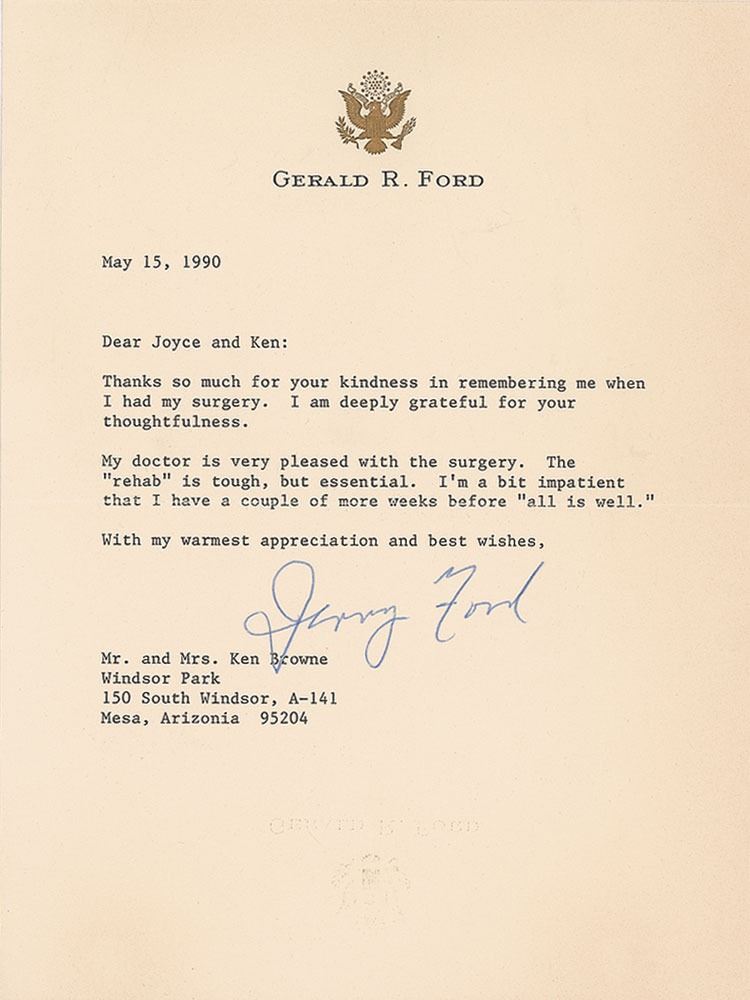 GERALD R. FORD
May 15, 1990
Dear Joyce and Ken:
Thanks so much for your kindness in remembering me when
I had my surgery.  I am deeply grateful for your
thoughtfulness.
My doctor is very pleased with the surgery.  The
"rehab" is tough, but essential.  I'm a bit impatient
that I have a couple of more weeks before "all is well."
With my warmest appreciation and best wishes,
Jerry Ford
Mr. and Mrs. Ken Browne
Windsor Park
150 South Windsor, A-141
Mesa, Arizonia  95204
GERALD R. FORD